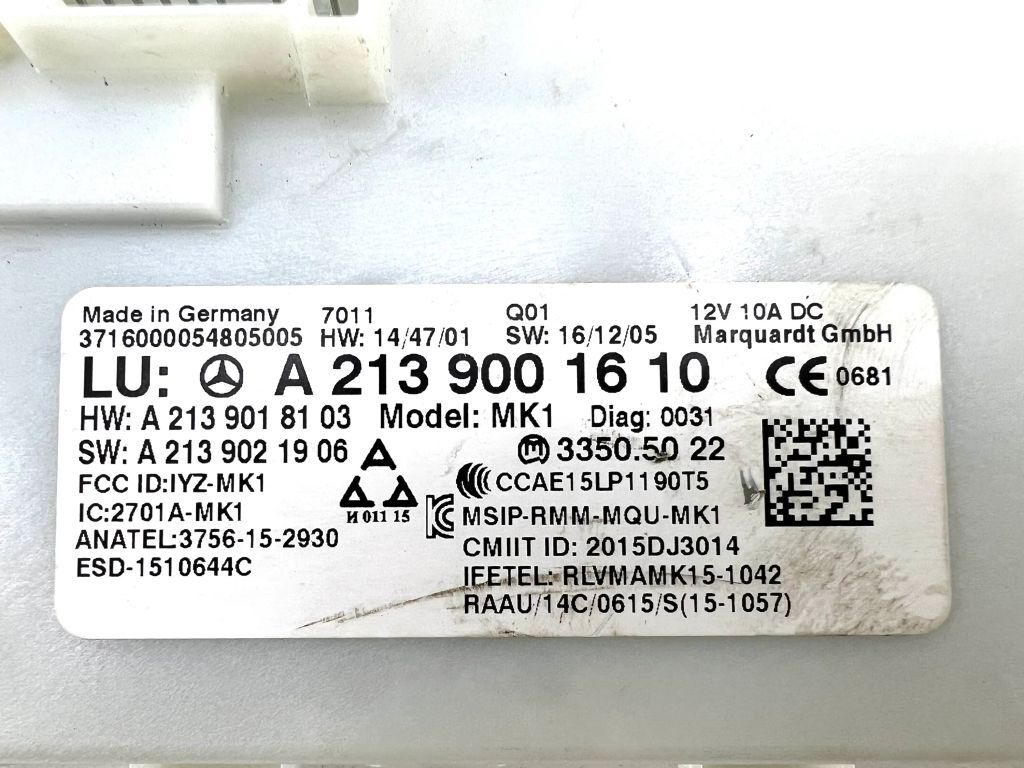 Made in Germany 7011 Q01 12V 10A DC
3716000054805005 HW: 14/47/01 SW: 16/12/05 Marquardt GmbH
LU: A 213 900 16 10 CE 0681
HW: A 213 901 81 03 Model: MK1 Diag: 0031
SW: A 213 902 19 06 M 3350.50 22
FCC ID:IYZ-MK1 CCAE15LP1190T5
IC:2701A-MK1 И 011 15 MSIP-RMM-MQU-MK1
ANATEL:3756-15-2930 CMIIT ID: 2015DJ3014
ESD-1510644C IFETEL: RLVMAMK15-1042
RAAU/14C/0615/S(15-1057)